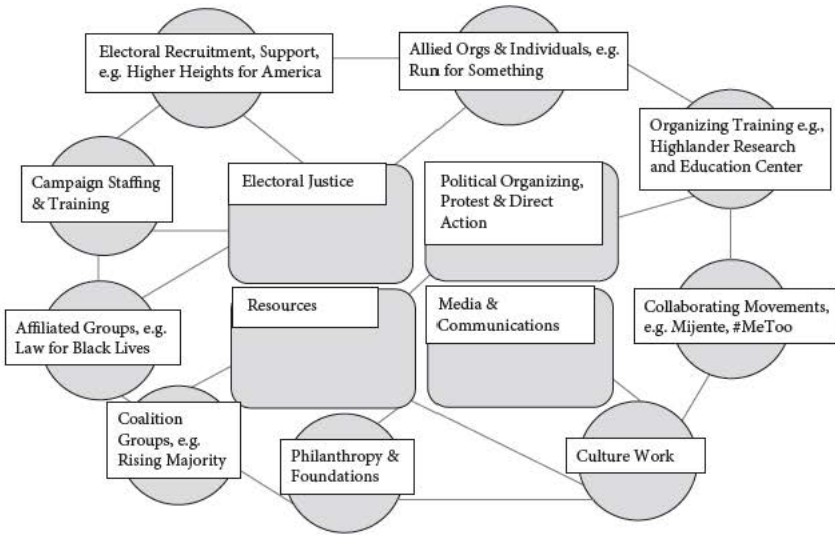 Electoral Recruitment, Support,
e.g. Higher Heights for America
Allied Orgs & Individuals, e.g.
Run for Something
Organizing Training e.g.,
Highlander Research
and Education Center
Campaign Staffing
& Training
Electoral Justice
Political Organizing,
Protest & Direct
Action
Resources
Media &
Communications
Collaborating Movements,
e.g. Mijente, #MeToo
Affiliated Groups, e.g.
Law for Black Lives
Coalition
Groups, e.g.
Rising Majority
Philanthropy &
Foundations
Culture Work